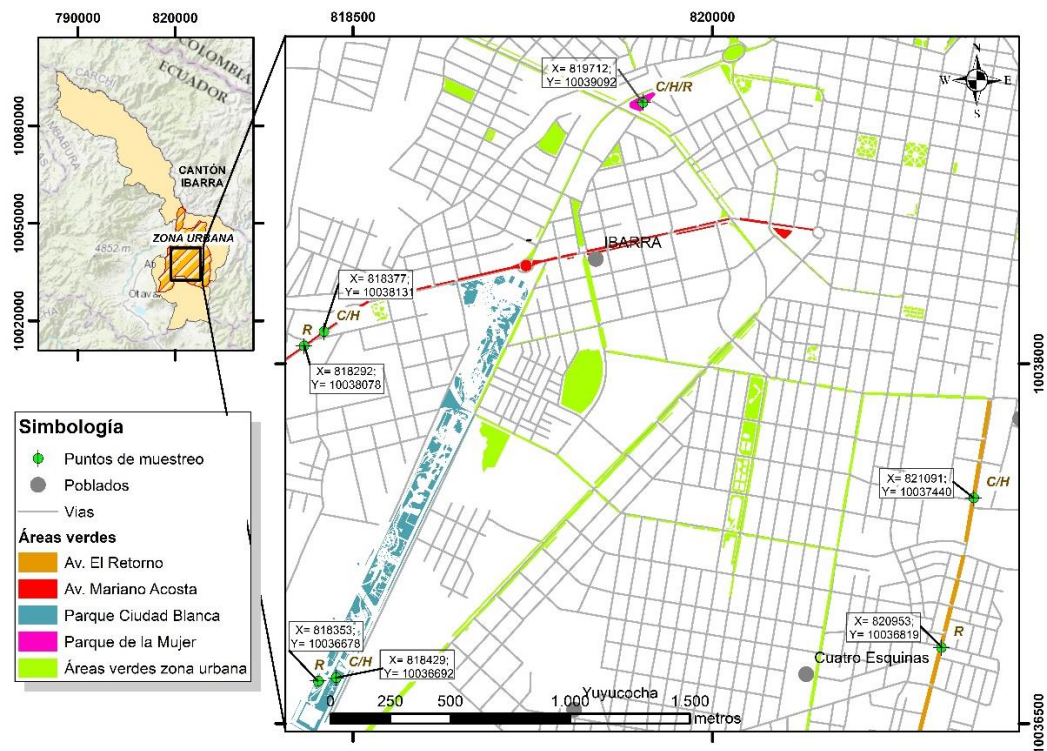 790000 820000
818500 820000
COLOMBIA
ECUADOR
CARCHI
CANTÓN
IBARRA
ZONA URBANA
4852 m
Otava
10080000
10050000
10020000
N
W E
S
X= 819712;
Y= 10039092
C/H/R
IBARRA
X= 818377;
Y= 10038131
C/H
R
X= 818292;
Y= 10038078
10038000
X= 821091;
Y= 10037440
C/H
X= 820953;
Y= 10036819
R
Cuatro Esquinas
X= 818353;
Y= 10036678
R
C/H
X= 818429;
Y= 10036692
Yuyucocha
0 250 500 1.000 1.500
metros
10036500
Simbología
Puntos de muestreo
Poblados
Vias
Áreas verdes
Av. El Retorno
Av. Mariano Acosta
Parque Ciudad Blanca
Parque de la Mujer
Áreas verdes zona urbana